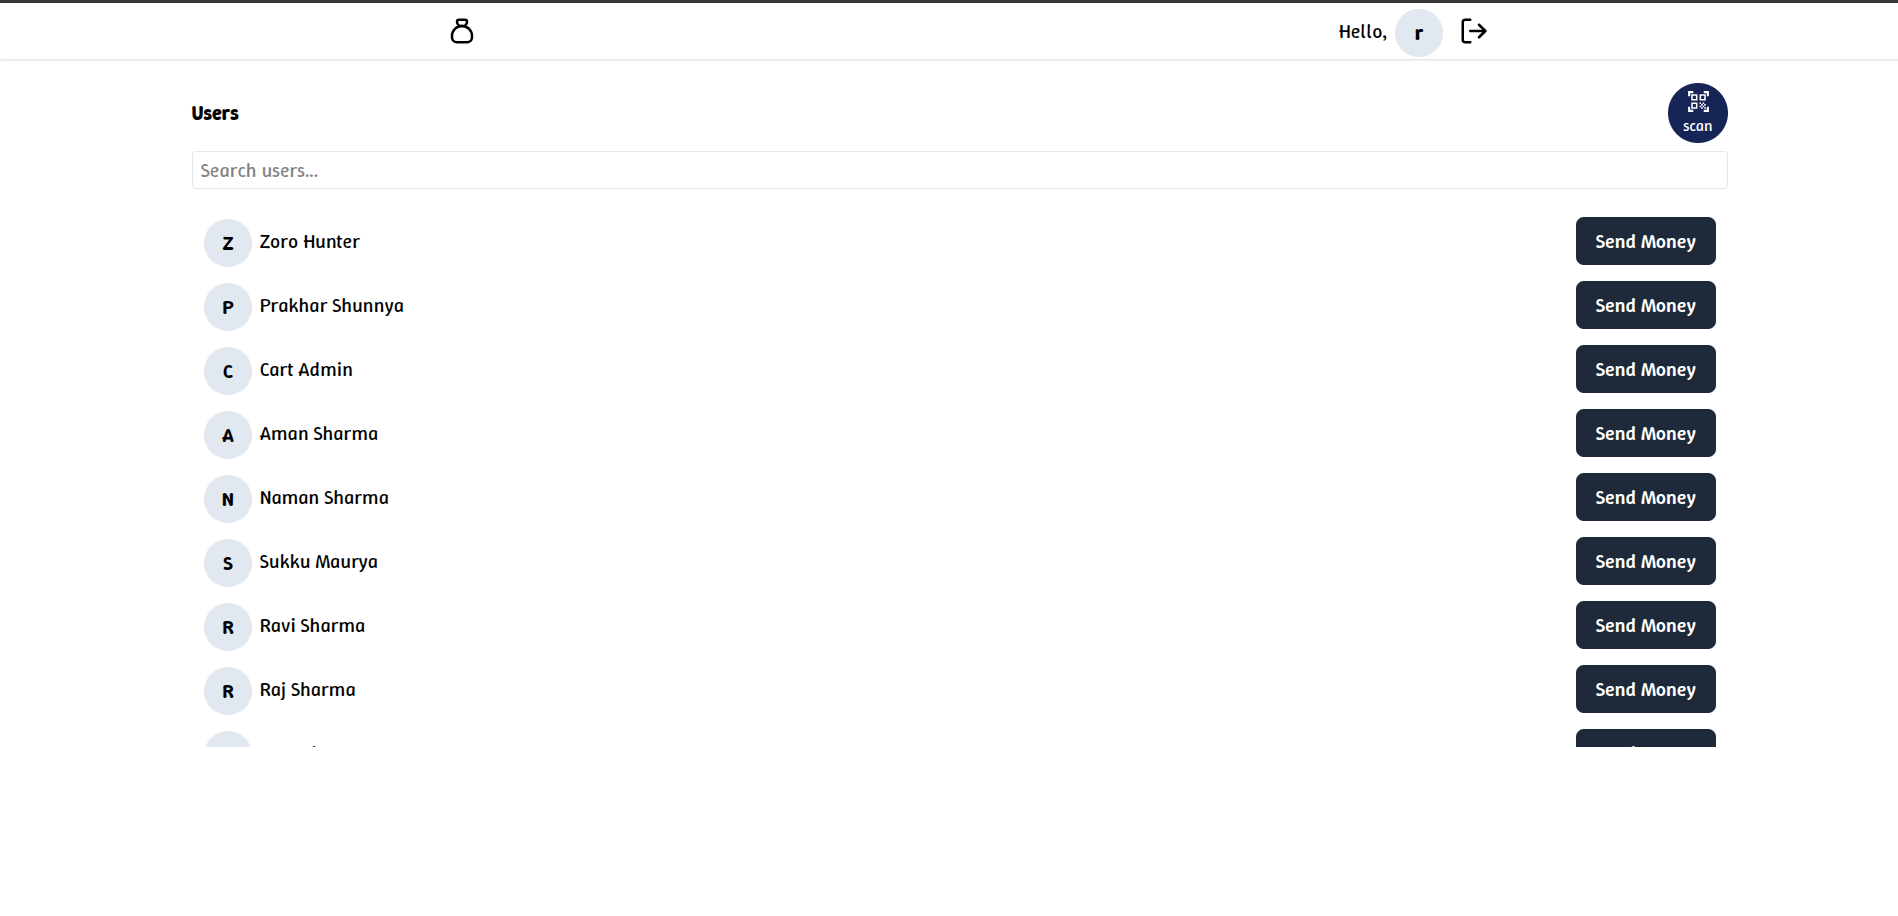 Hello, r
Users
scan
Search users...
Z Zoro Hunter Send Money
P Prakhar Shunnya Send Money
C Cart Admin Send Money
A Aman Sharma Send Money
N Naman Sharma Send Money
S Sukku Maurya Send Money
R Ravi Sharma Send Money
R Raj Sharma Send Money